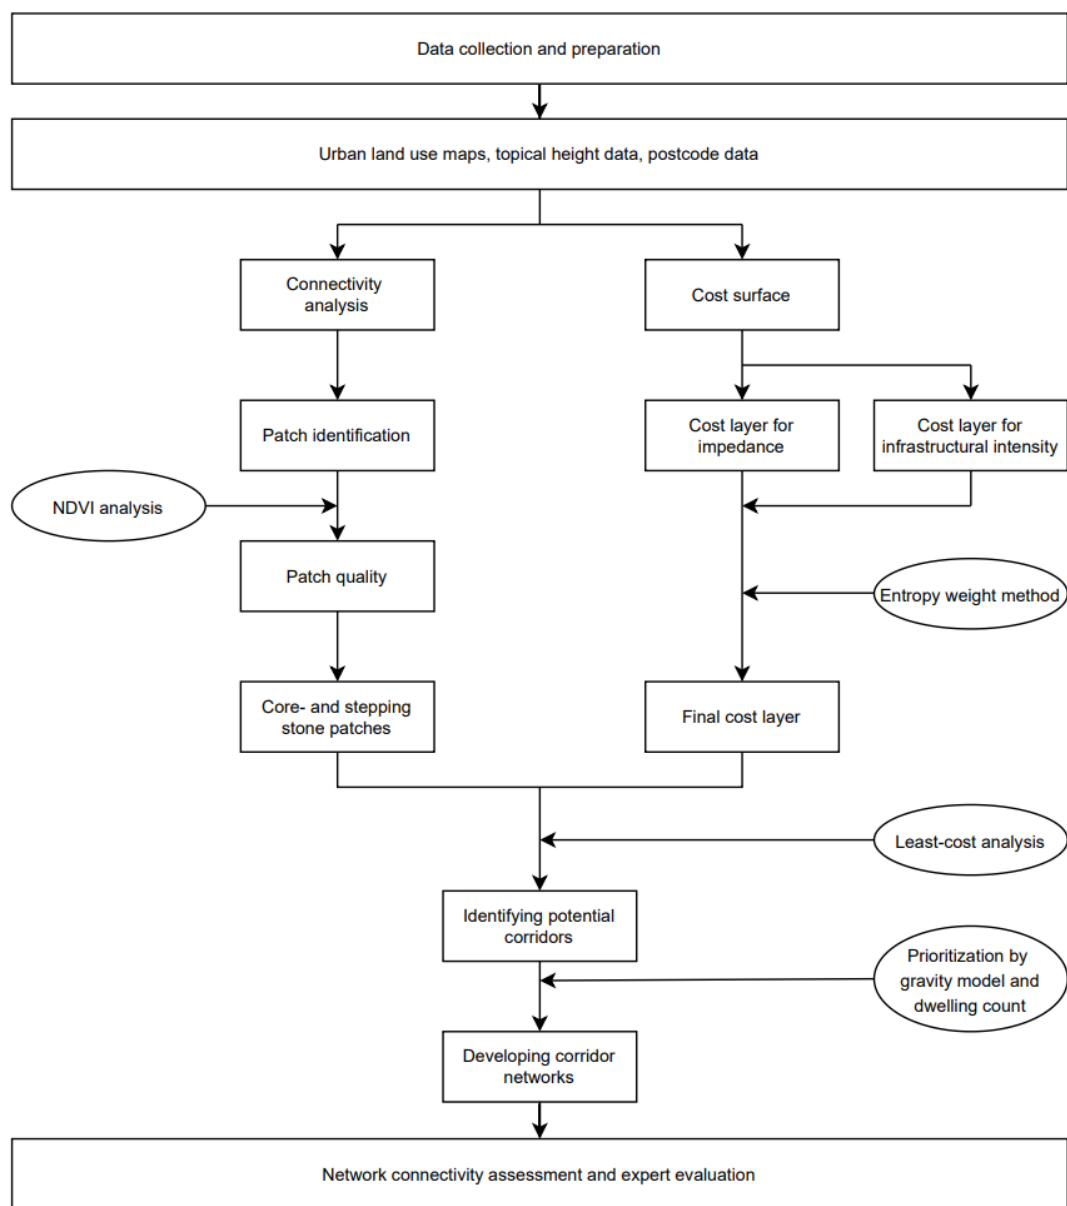 Data collection and preparation
Urban land use maps, topical height data, postcode data
Connectivity
analysis
Cost surface
Patch identification
Cost layer for
impedance
Cost layer for
infrastructural intensity
NDVI analysis
Patch quality
Entropy weight method
Core- and stepping
stone patches
Final cost layer
Least-cost analysis
Identifying potential
corridors
Prioritization by
gravity model and
dwelling count
Developing corridor
networks
Network connectivity assessment and expert evaluation